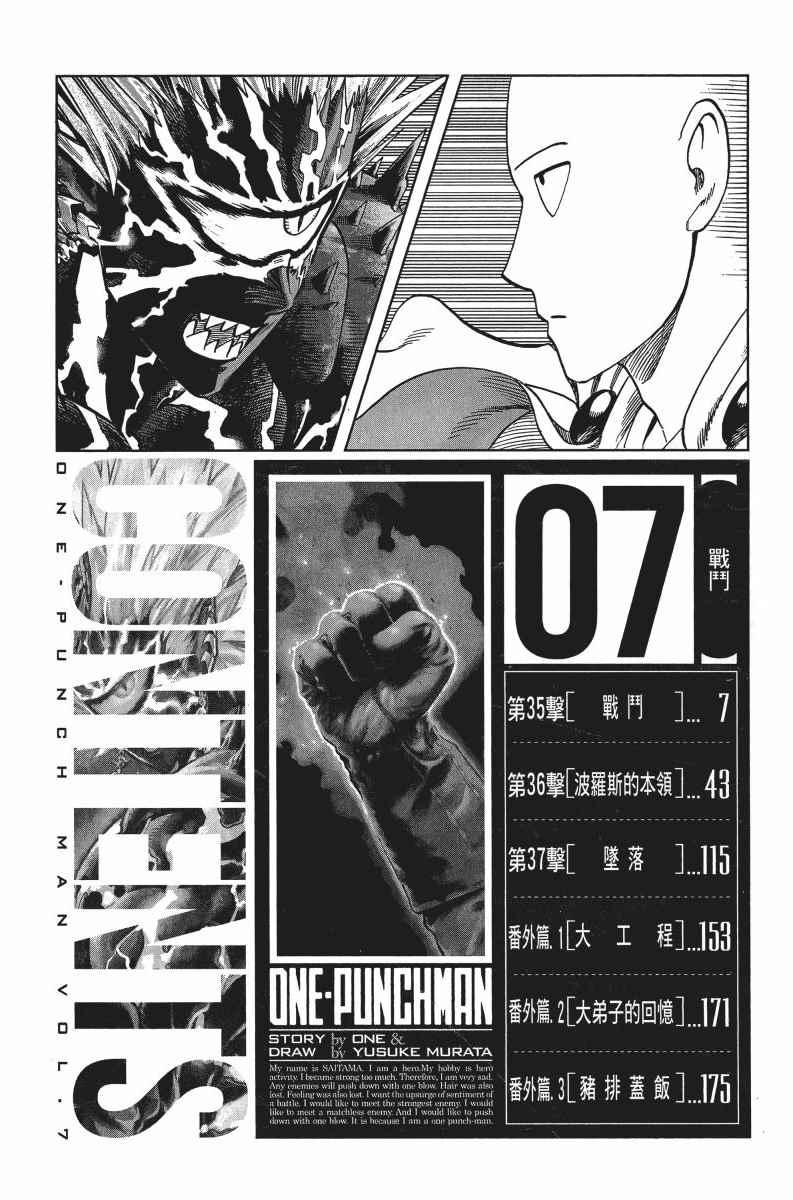 CONTENTS
ONE-PUNCH MAN VOL.7
07
戰鬥
第35擊[戰鬥]...7
第36擊[波羅斯的本領]...43
第37擊[墜落]...115
番外篇.1[大工程]...153
番外篇.2[大弟子的回憶]...171
番外篇.3[豬排蓋飯]...175
ONE-PUNCHMAN
STORY by ONE &
DRAW by YUSUKE MURATA
My name is SAITAMA. I am a hero.My hobby is hero
activity. I became strong too much. Therefore, I am very sad.
Any enemies will push down with one blow. Hair was also
lost. Feeling was also lost. I want the upsurge of sentiment of
a battle. I would like to meet the strongest enemy. I would
like to meet a matchless enemy. And I would like to push
down with one blow. It is because I am a one punch-man.